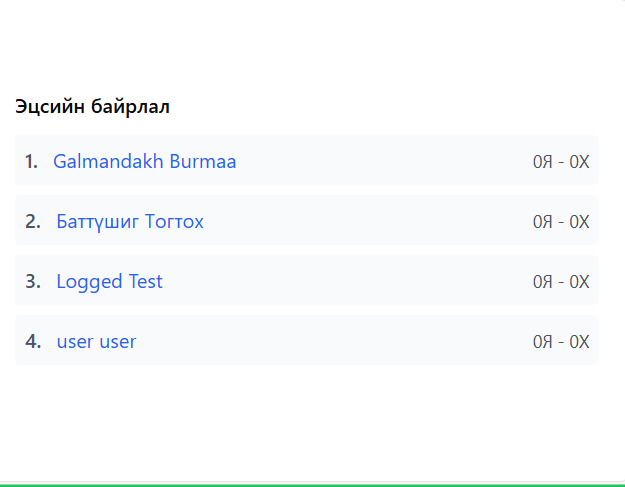 Эцсийн байрлал
1. Galmandakh Burmaa 0Я - 0Х
2. Баттүшиг Тогтох 0Я - 0Х
3. Logged Test 0Я - 0Х
4. user user 0Я - 0Х